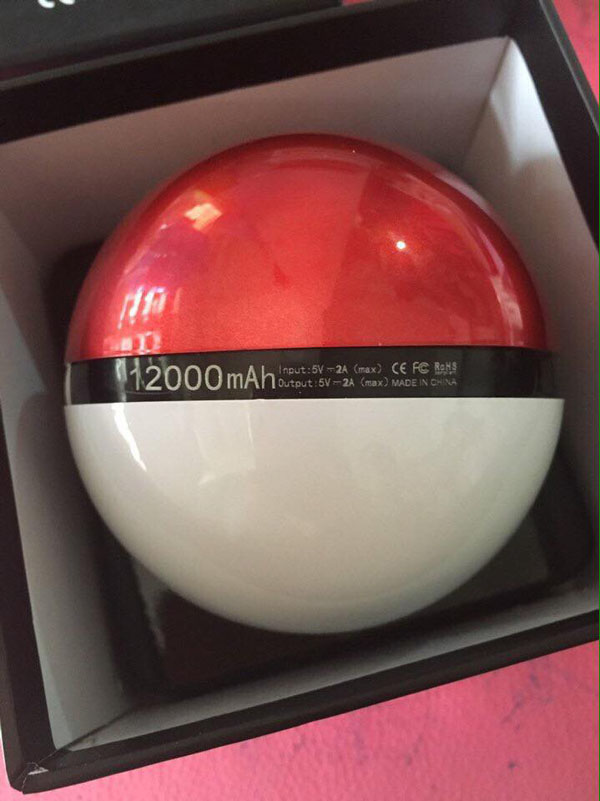 12000mAh
Input:5V⎓2A (max) CE FC RoHS
Output:5V⎓2A (max) MADE IN CHINA